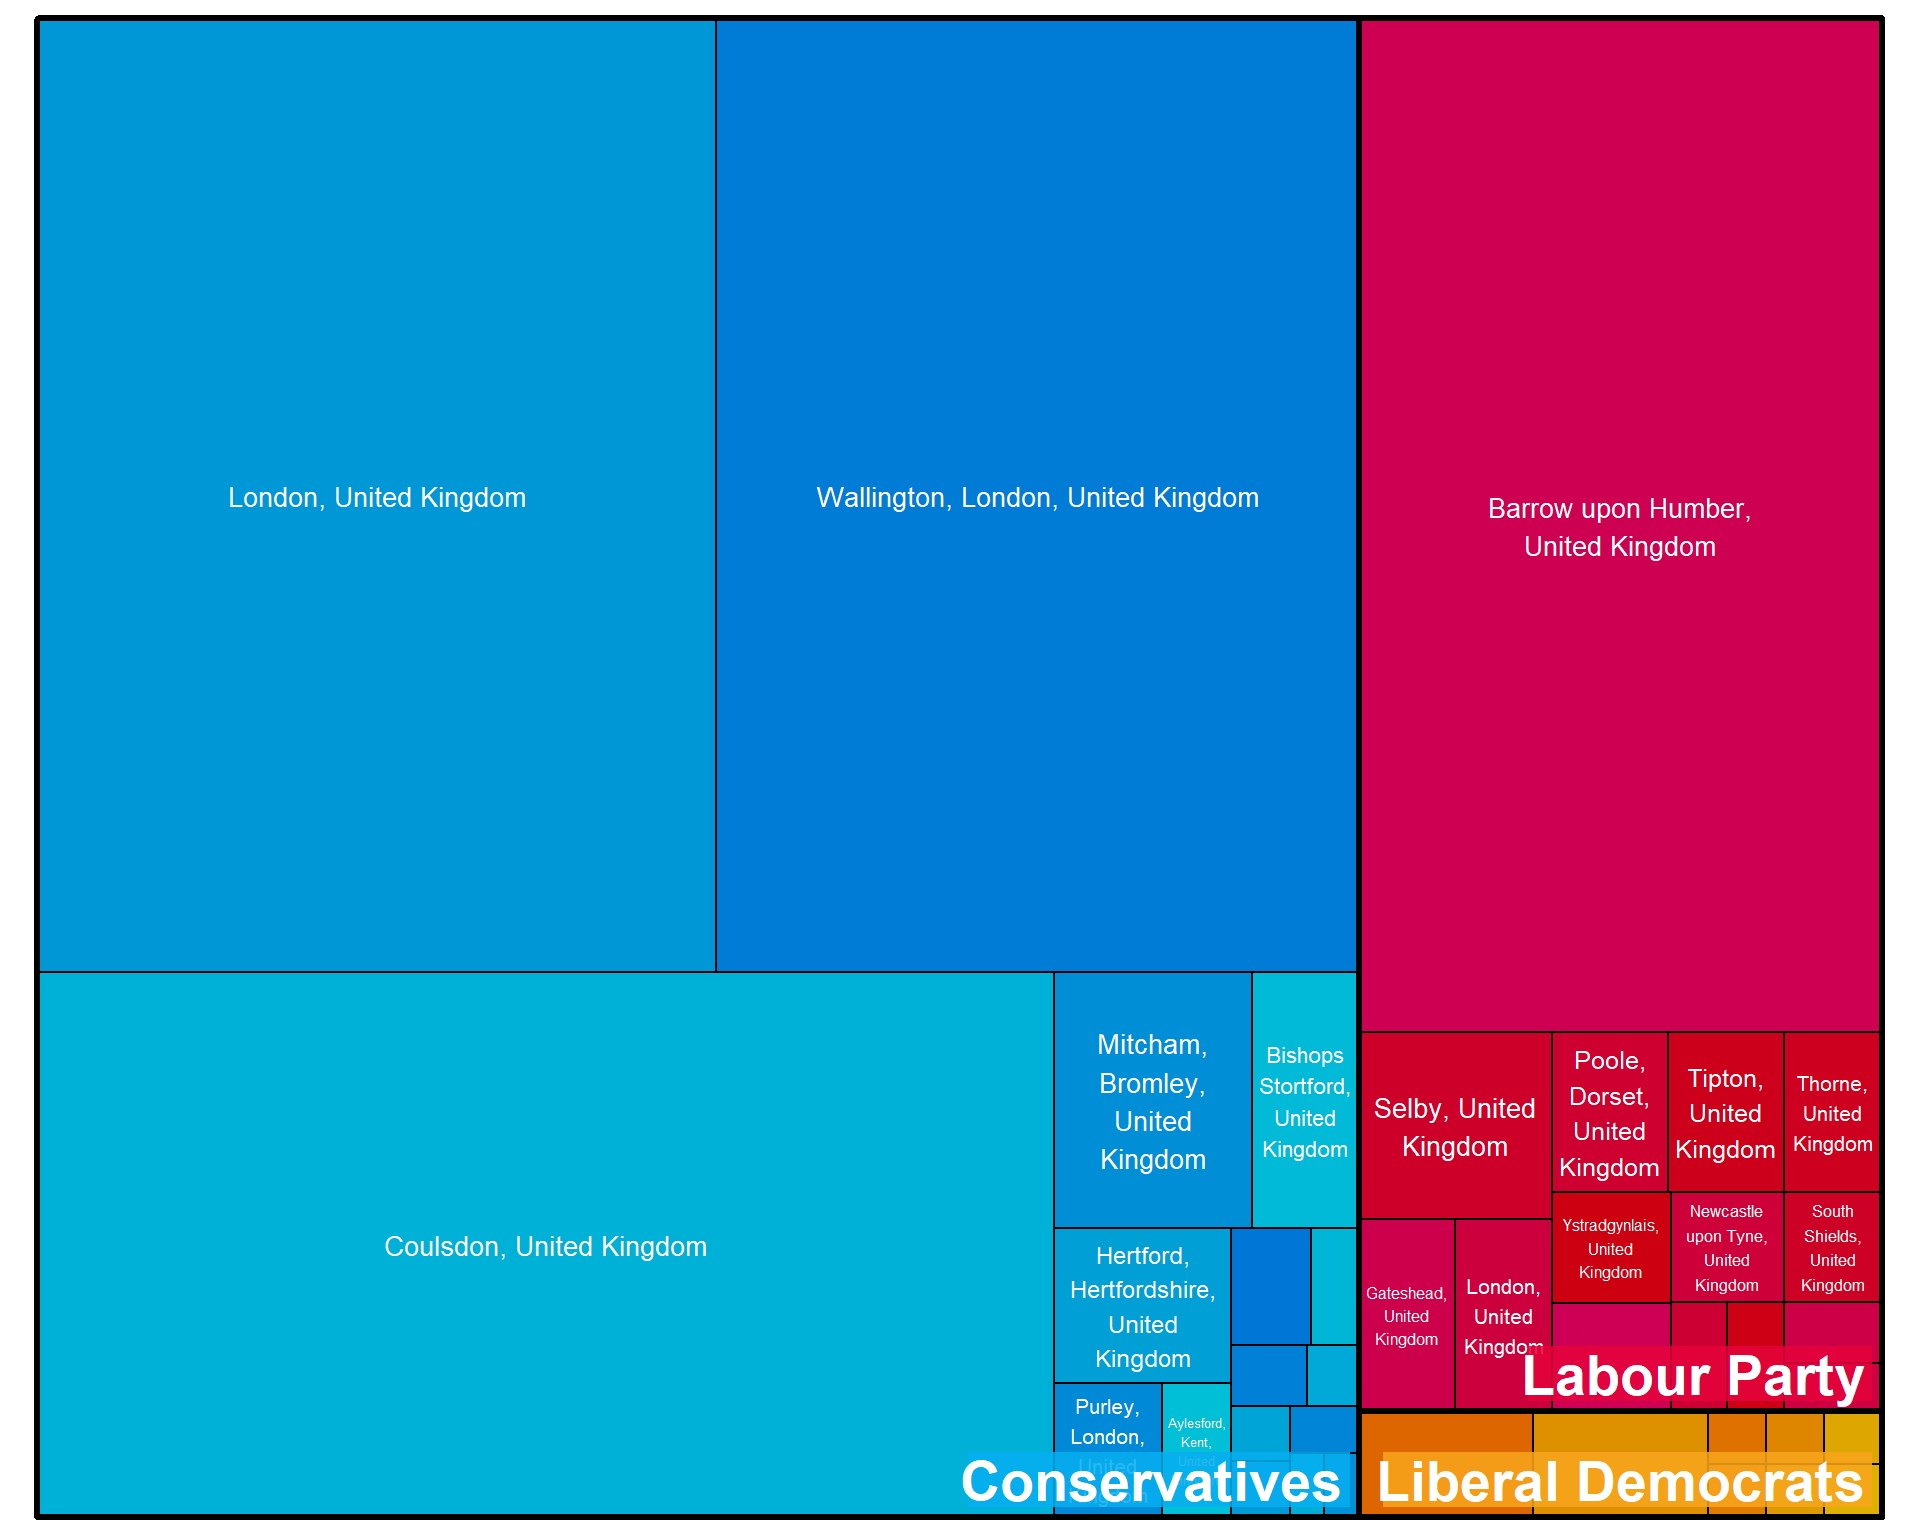 London, United Kingdom
Wallington, London, United Kingdom
Barrow upon Humber,
United Kingdom
Coulsdon, United Kingdom
Mitcham,
Bromley,
United
Kingdom
Bishops
Stortford,
United
Kingdom
Hertford,
Hertfordshire,
United
Kingdom
Purley,
London,
United
Kingdom
Aylesford,
Kent,
United
Conservatives
Selby, United
Kingdom
Poole,
Dorset,
United
Kingdom
Tipton,
United
Kingdom
Thorne,
United
Kingdom
Gateshead,
United
Kingdom
London,
United
Kingdom
Ystradgynlais,
United
Kingdom
Newcastle
upon Tyne,
United
Kingdom
South
Shields,
United
Kingdom
Labour Party
Liberal Democrats